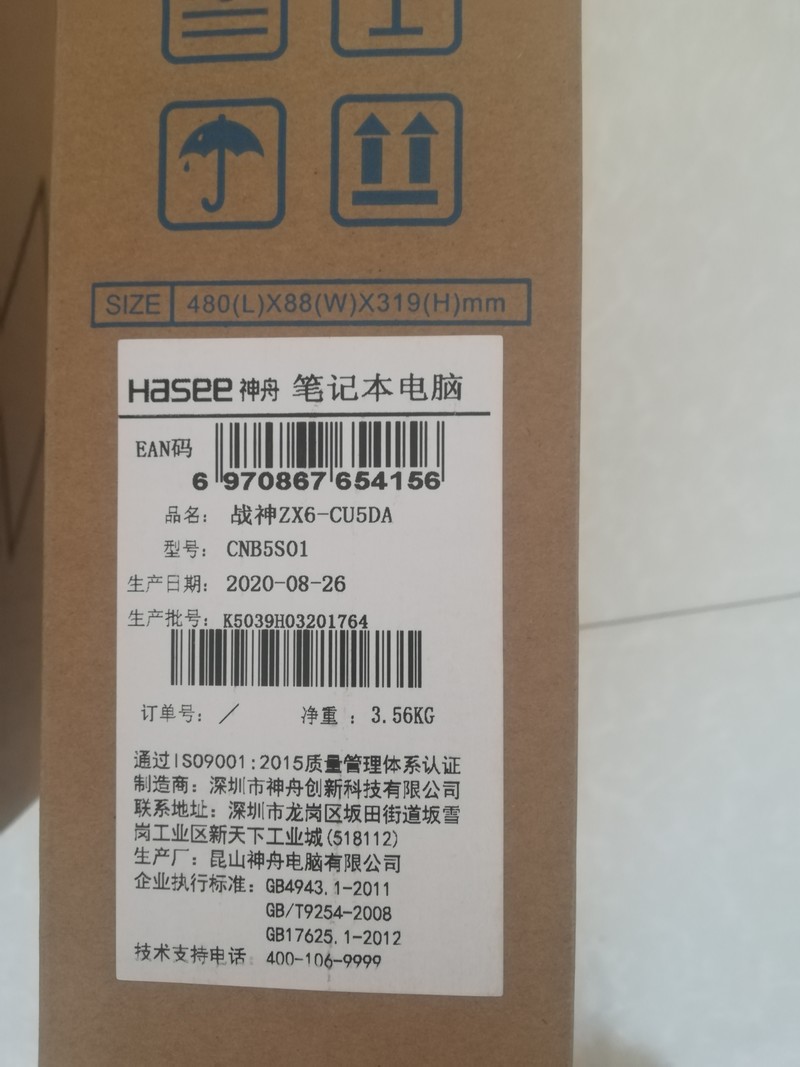 SIZE 480(L)X88(W)X319(H)mm
Hasee 神舟 笔记本电脑
EAN码
6 970867 654156
品名: 战神ZX6-CU5DA
型号: CNB5S01
生产日期: 2020-08-26
生产批号: K5039H03201764
订单号: / 净重: 3.56KG
通过ISO9001:2015质量管理体系认证
制造商: 深圳市神舟创新科技有限公司
联系地址: 深圳市龙岗区坂田街道坂雪
岗工业区新天下工业城(518112)
生产厂: 昆山神舟电脑有限公司
企业执行标准: GB4943.1-2011
GB/T9254-2008
GB17625.1-2012
技术支持电话 400-106-9999